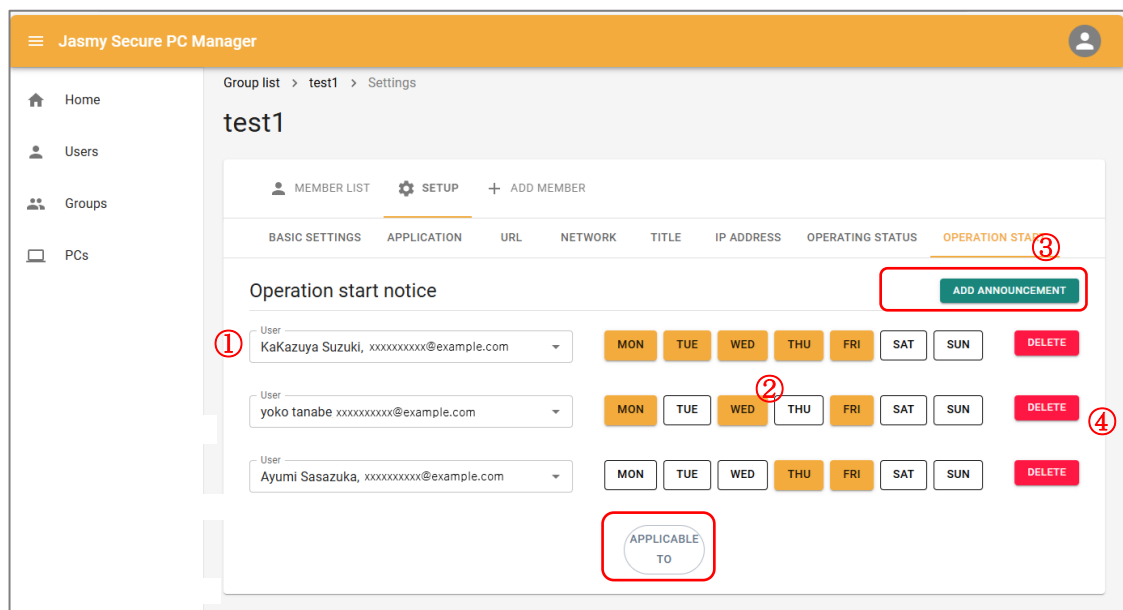 Jasmy Secure PC Manager
Group list > test1 > Settings
Home
test1
Users
MEMBER LIST SETUP + ADD MEMBER
Groups
BASIC SETTINGS APPLICATION URL NETWORK TITLE IP ADDRESS OPERATING STATUS OPERATION START
PCs
③
Operation start notice ADD ANNOUNCEMENT
User
① KaKazuya Suzuki, xxxxxxxxxx@example.com MON TUE WED THU FRI SAT SUN DELETE
②
User
yoko tanabe xxxxxxxxxx@example.com MON TUE WED THU FRI SAT SUN DELETE
④
User
Ayumi Sasazuka, xxxxxxxxxx@example.com MON TUE WED THU FRI SAT SUN DELETE
APPLICABLE
TO